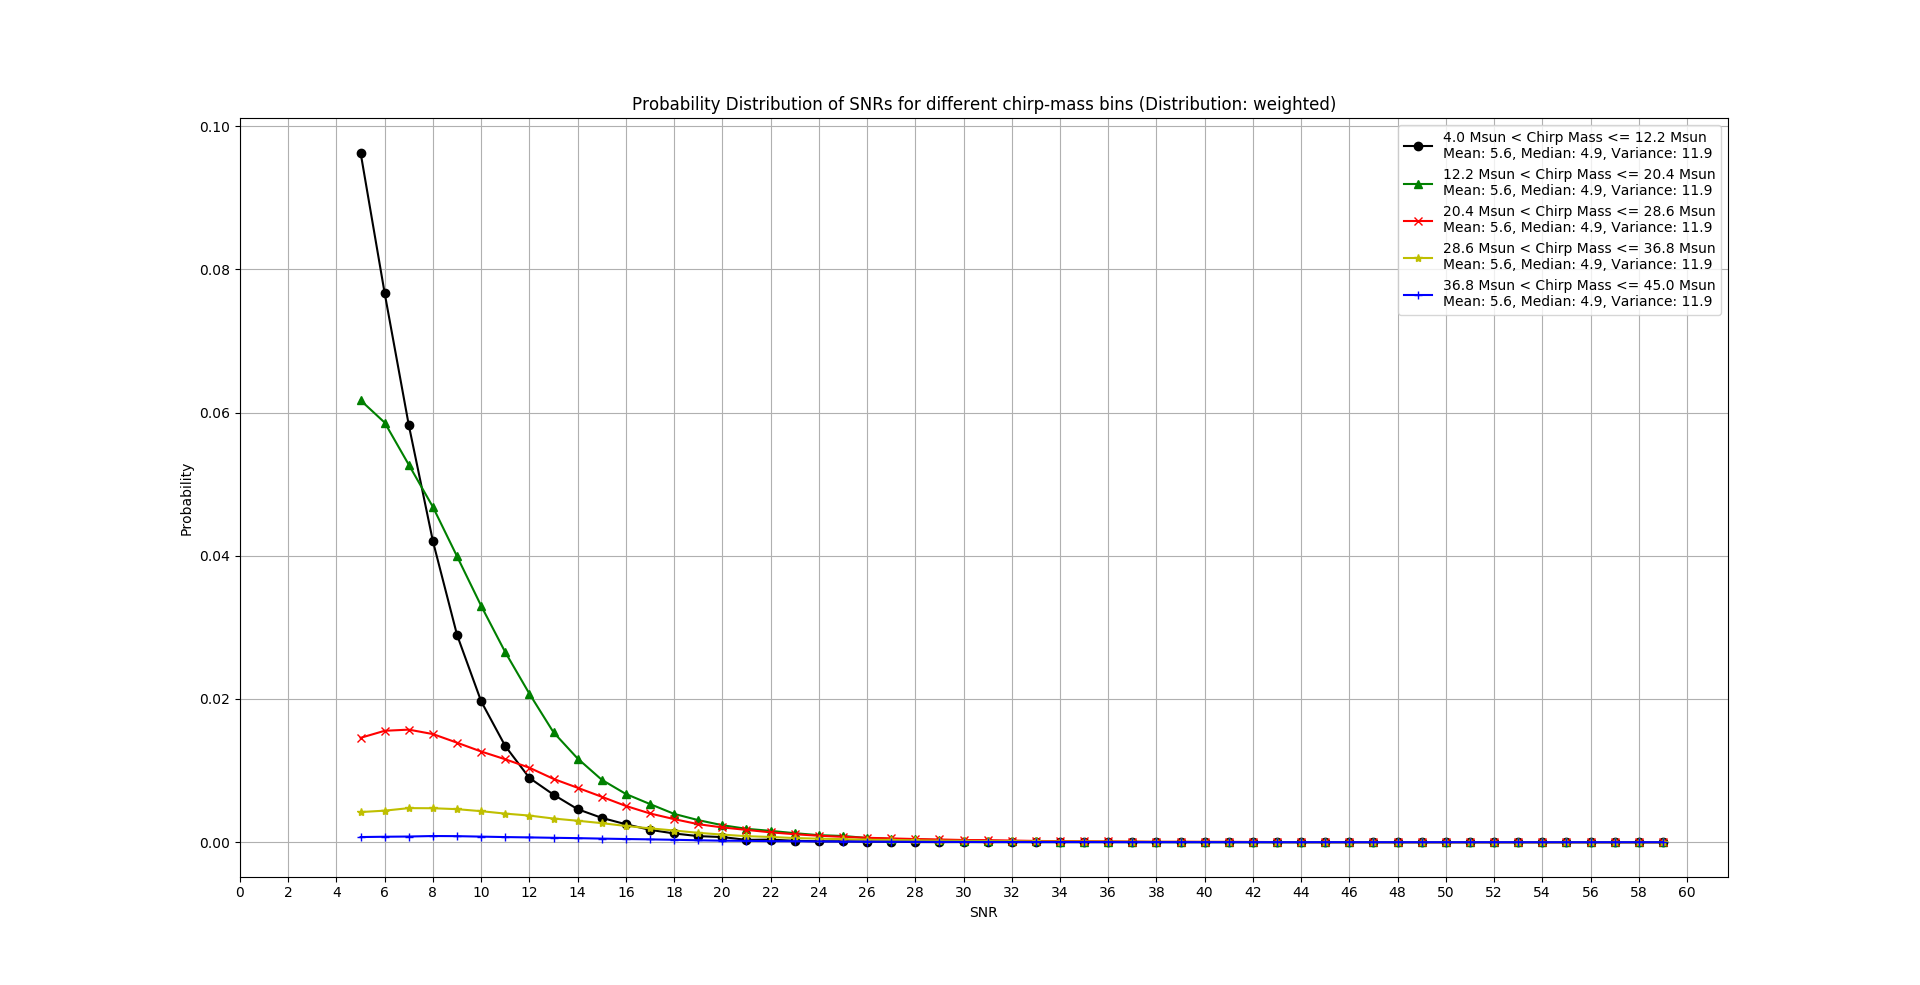 Probability Distribution of SNRs for different chirp-mass bins (Distribution: weighted)
4.0 Msun < Chirp Mass <= 12.2 Msun
Mean: 5.6, Median: 4.9, Variance: 11.9
12.2 Msun < Chirp Mass <= 20.4 Msun
Mean: 5.6, Median: 4.9, Variance: 11.9
20.4 Msun < Chirp Mass <= 28.6 Msun
Mean: 5.6, Median: 4.9, Variance: 11.9
28.6 Msun < Chirp Mass <= 36.8 Msun
Mean: 5.6, Median: 4.9, Variance: 11.9
36.8 Msun < Chirp Mass <= 45.0 Msun
Mean: 5.6, Median: 4.9, Variance: 11.9
0.10
0.08
0.06
0.04
0.02
0.00
Probability
0 2 4 6 8 10 12 14 16 18 20 22 24 26 28 30 32 34 36 38 40 42 44 46 48 50 52 54 56 58 60
SNR